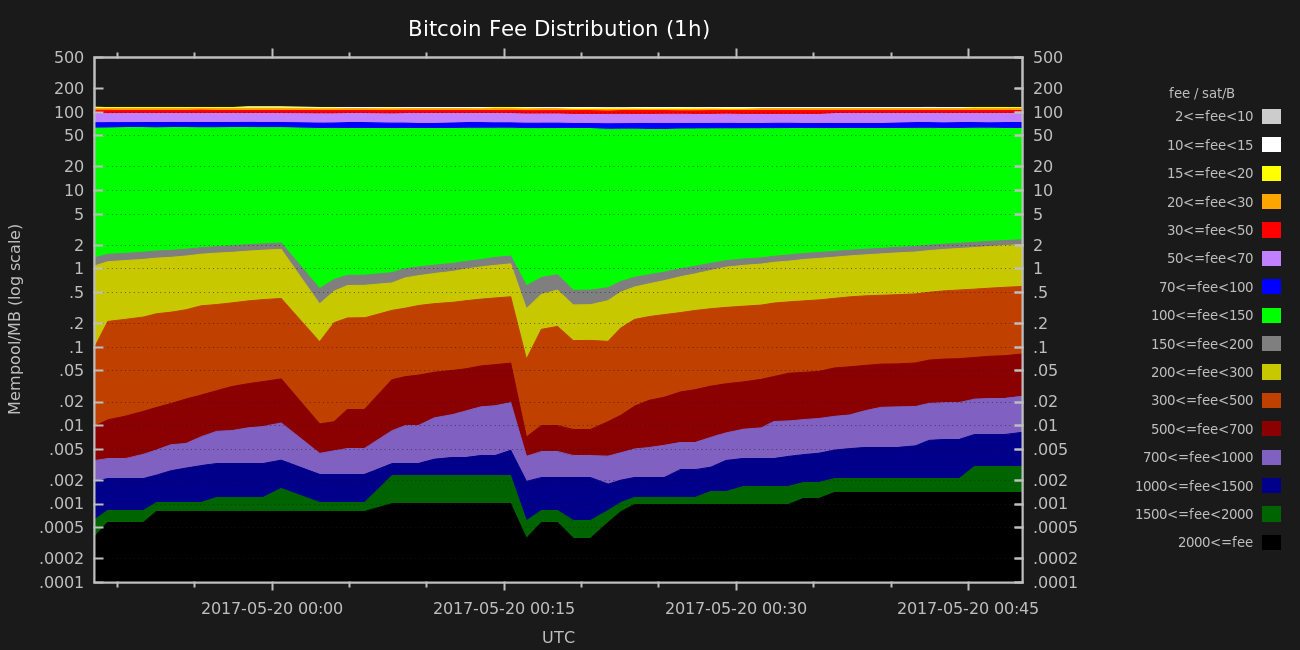 Bitcoin Fee Distribution (1h)
500
200
100
50
20
10
5
2
1
.5
.2
.1
.05
.02
.01
.005
.002
.001
.0005
.0002
.0001
Mempool/MB (log scale)
500
200
100
50
20
10
5
2
1
.5
.2
.1
.05
.02
.01
.005
.002
.001
.0005
.0002
.0001
2017-05-20 00:00
2017-05-20 00:15
2017-05-20 00:30
2017-05-20 00:45
UTC
fee / sat/B
2<=fee<10
10<=fee<15
15<=fee<20
20<=fee<30
30<=fee<50
50<=fee<70
70<=fee<100
100<=fee<150
150<=fee<200
200<=fee<300
300<=fee<500
500<=fee<700
700<=fee<1000
1000<=fee<1500
1500<=fee<2000
2000<=fee